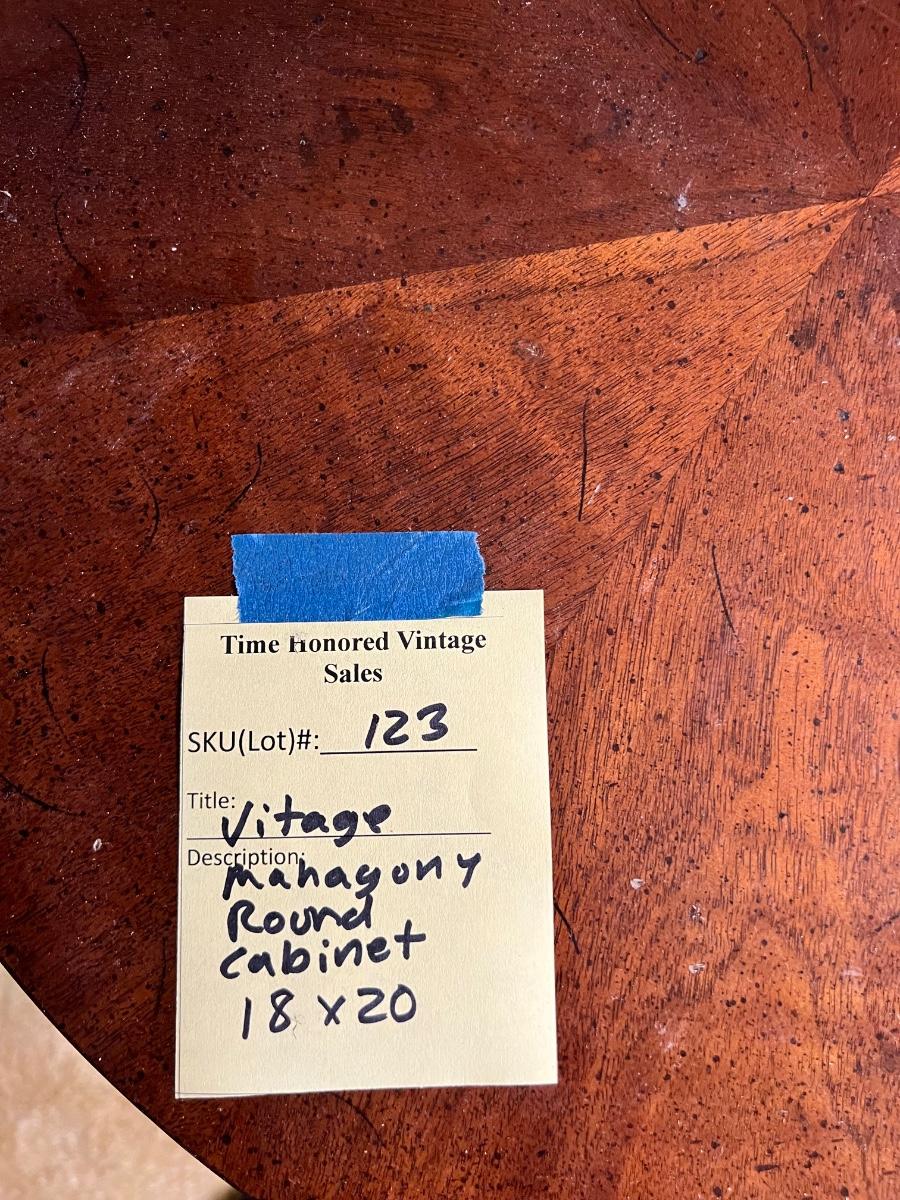 Time Honored Vintage
Sales
SKU(Lot)#: 123
Title:
Vitage
Description:
Mahagony
Round
Cabinet
18 x 20